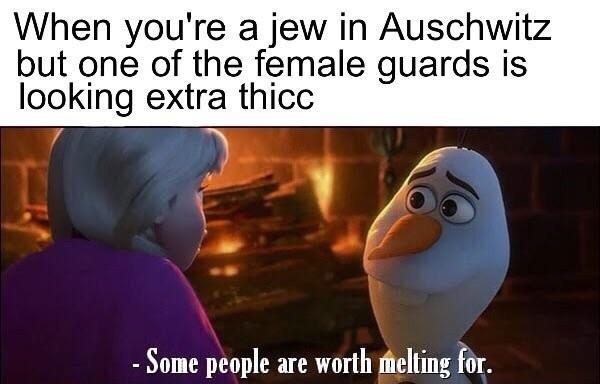 When you're a jew in Auschwitz
but one of the female guards is
looking extra thicc
- Some people are worth melting for.